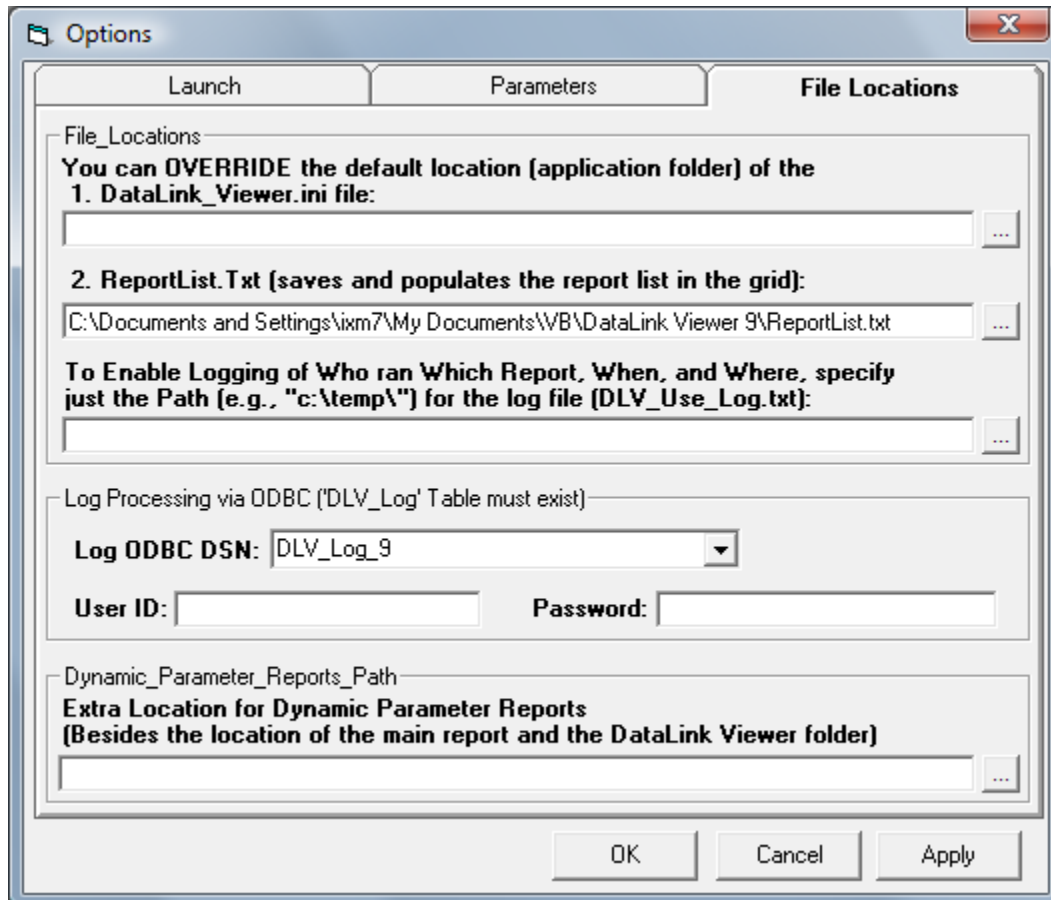 Options
Launch
Parameters
File Locations
File_Locations
You can OVERRIDE the default location (application folder) of the
1. DataLink_Viewer.ini file:
...
2. ReportList.Txt (saves and populates the report list in the grid):
C:\Documents and Settings\ixm7\My Documents\VB\DataLink Viewer 9\ReportList.txt
...
To Enable Logging of Who ran Which Report, When, and Where, specify
just the Path (e.g., "c:\temp\") for the log file (DLV_Use_Log.txt):
...
Log Processing via ODBC ('DLV_Log' Table must exist)
Log ODBC DSN: DLV_Log_9
User ID:
Password:
Dynamic_Parameter_Reports_Path
Extra Location for Dynamic Parameter Reports
(Besides the location of the main report and the DataLink Viewer folder)
...
OK
Cancel
Apply